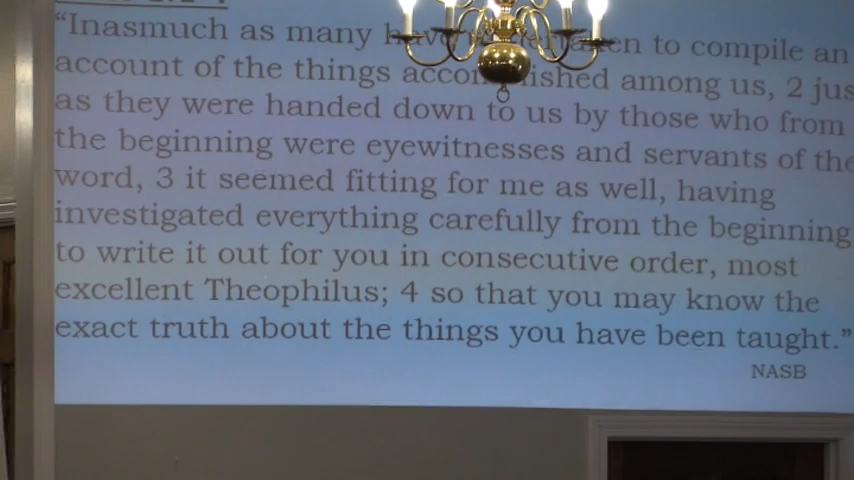 “Inasmuch as many have to compile an
account of the things accomplished among us, 2 jus
as they were handed down to us by those who from
the beginning were eyewitnesses and servants of the
word, 3 it seemed fitting for me as well, having
investigated everything carefully from the beginning,
to write it out for you in consecutive order, most
excellent Theophilus; 4 so that you may know the
exact truth about the things you have been taught.”
NASB